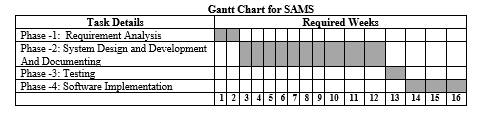 Gantt Chart for SAMS
Task Details Required Weeks
Phase -1: Requirement Analysis
Phase -2: System Design and Development
And Documenting
Phase -3: Testing
Phase -4: Software Implementation
1 2 3 4 5 6 7 8 9 10 11 12 13 14 15 16